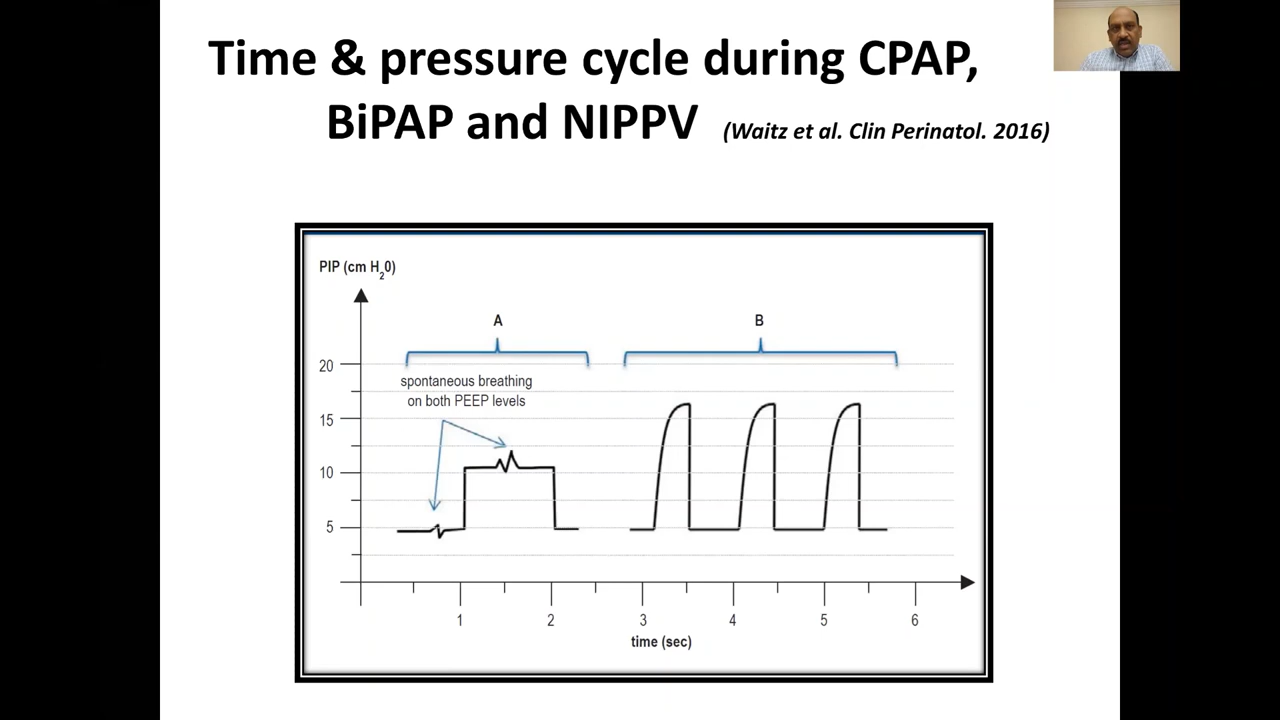 Time & pressure cycle during CPAP,
BiPAP and NIPPV (Waitz et al. Clin Perinatol. 2016)
PIP (cm H20)
A
B
20
spontaneous breathing
on both PEEP levels
15
10
5
1 2 3 4 5 6
time (sec)